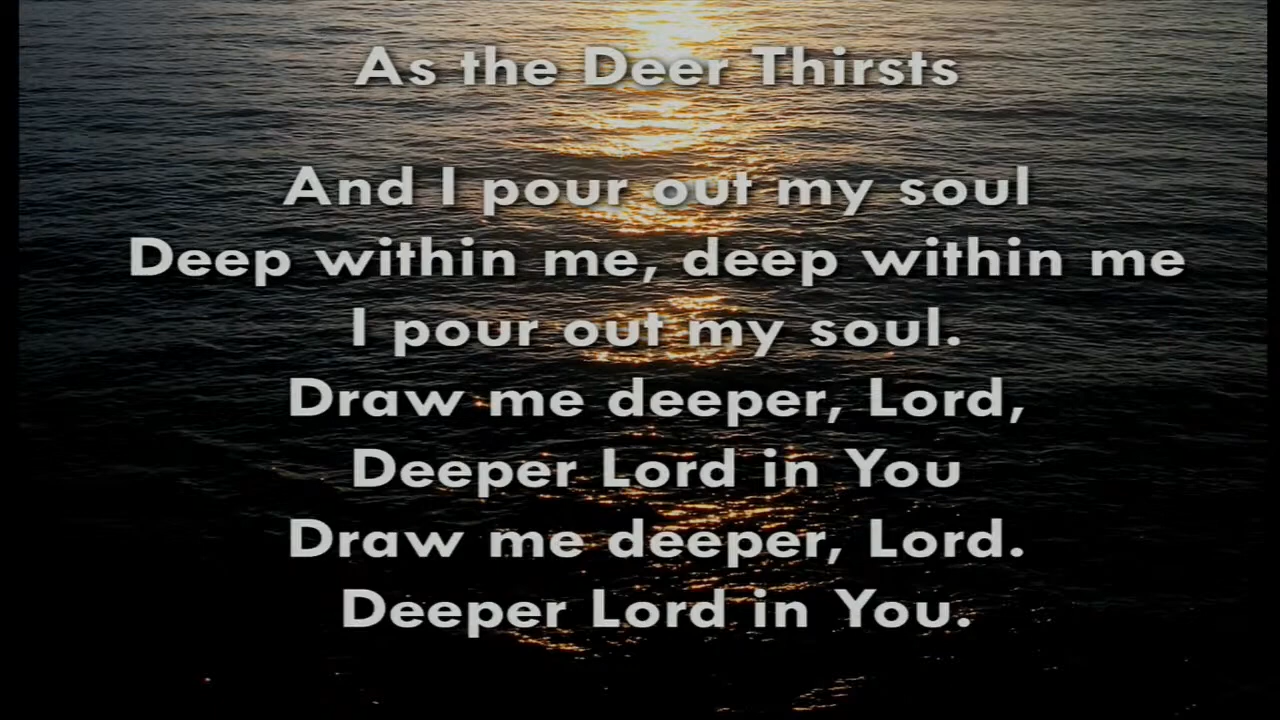 As the Deer Thirsts
And I pour out my soul
Deep within me, deep within me
I pour out my soul.
Draw me deeper, Lord,
Deeper Lord in You
Draw me deeper, Lord.
Deeper Lord in You.